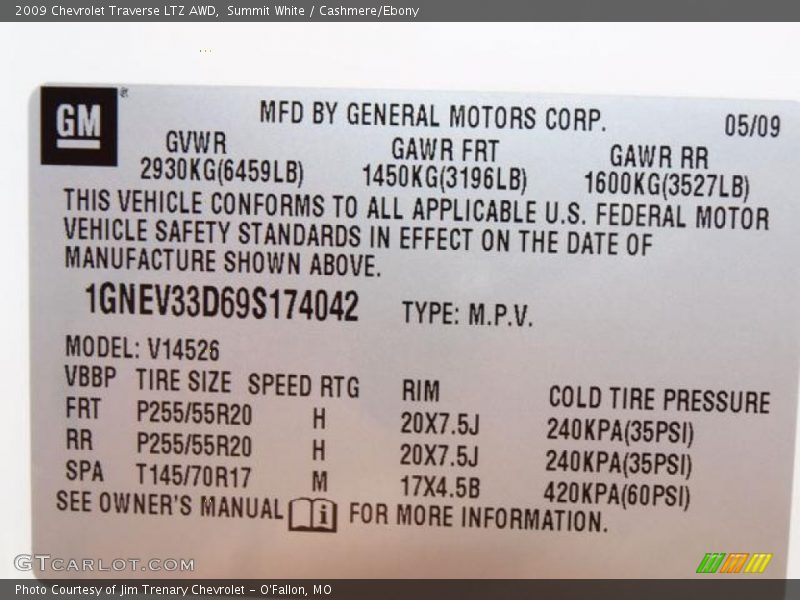 2009 Chevrolet Traverse LTZ AWD,  Summit White / Cashmere/Ebony
GM
MFD BY GENERAL MOTORS CORP.
05/09
GVWR GAWR FRT GAWR RR
2930KG(6459LB) 1450KG(3196LB) 1600KG(3527LB)
THIS VEHICLE CONFORMS TO ALL APPLICABLE U.S. FEDERAL MOTOR
VEHICLE SAFETY STANDARDS IN EFFECT ON THE DATE OF
MANUFACTURE SHOWN ABOVE.
1GNEV33D69S174042 TYPE: M.P.V.
MODEL: V14526
VBBP TIRE SIZE SPEED RTG RIM COLD TIRE PRESSURE
FRT P255/55R20 H 20X7.5J 240KPA(35PSI)
RR P255/55R20 H 20X7.5J 240KPA(35PSI)
SPA T145/70R17 M 17X4.5B 420KPA(60PSI)
SEE OWNER'S MANUAL i FOR MORE INFORMATION.
GTCARLOT.COM
Photo Courtesy of Jim Trenary Chevrolet - O'Fallon, MO